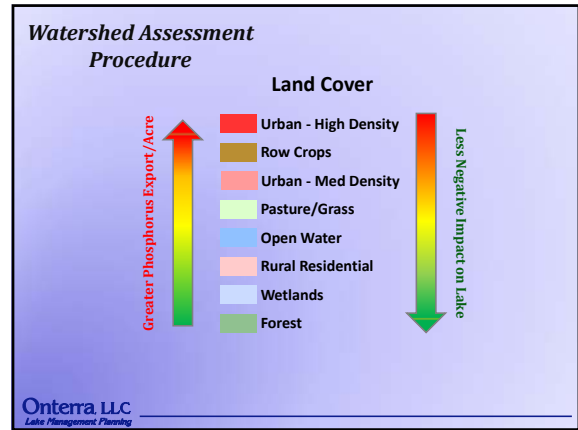 Watershed Assessment
Procedure
Land Cover
Greater Phosphorus Export/Acre
Urban - High Density
Row Crops
Urban - Med Density
Pasture/Grass
Open Water
Rural Residential
Wetlands
Forest
Less Negative Impact on Lake
Onterra, LLC
Lake Management Planning